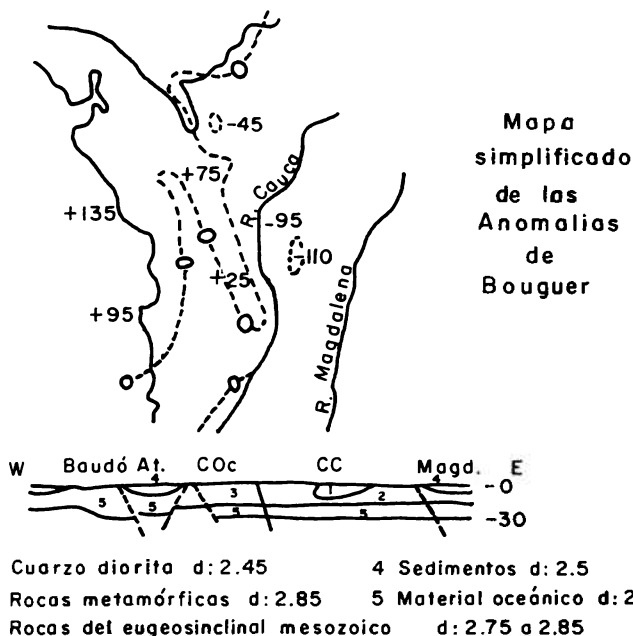 Mapa
simplificado
de las
Anomalias
de
Bouguer
-45
+75
R. Cauca
+135
-95
-110
+25
+95
R. Magdalena
W Baudó At. COc CC Magd. E
4 1 4 -0
5 5 3 2
5 5 -30
Cuarzo diorita d: 2.45 4 Sedimentos d: 2.5
Rocas metamórficas d: 2.85 5 Material oceánico d: 2
Rocas del eugeosinclinal mesozoico d: 2.75 a 2.85